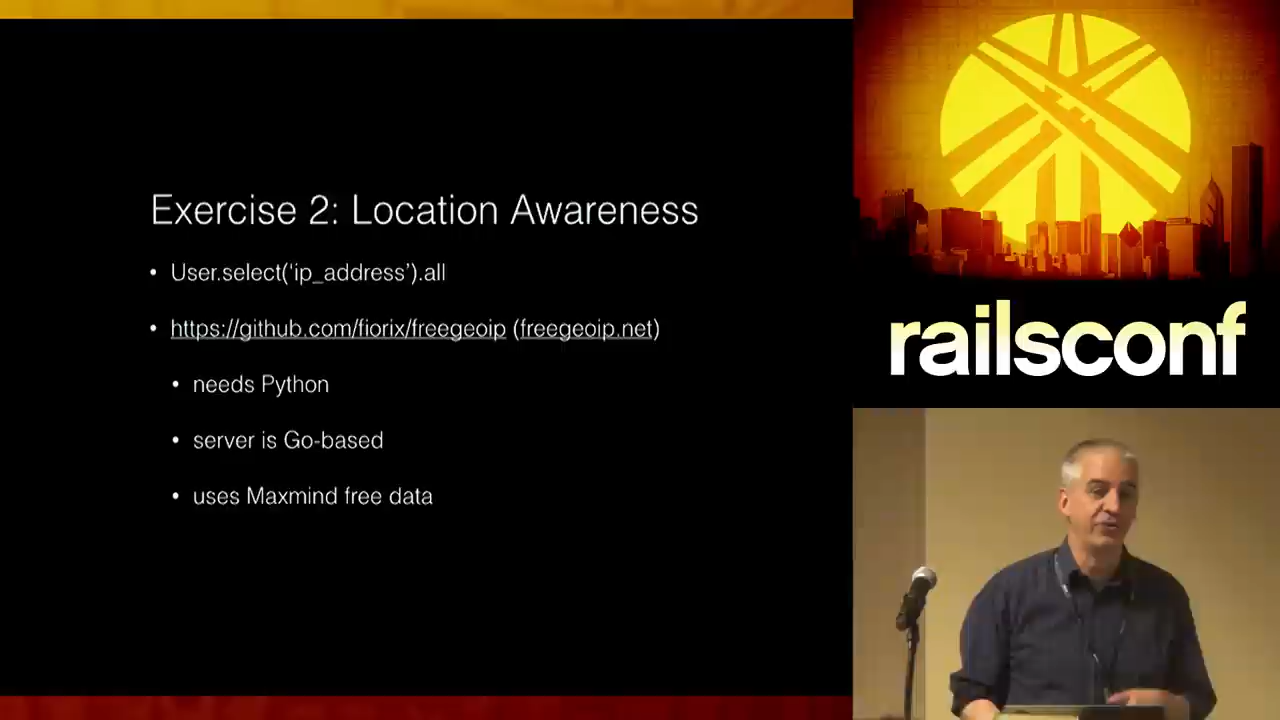 Exercise 2: Location Awareness
• User.select(‘ip_address’).all
• https://github.com/fiorix/freegeoip (freegeoip.net)
• needs Python
• server is Go-based
• uses Maxmind free data
railsconf